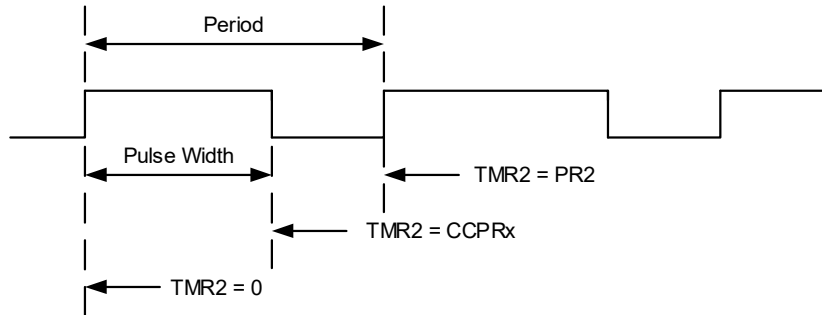 Period
Pulse Width
TMR2 = PR2
TMR2 = CCPRx
TMR2 = 0